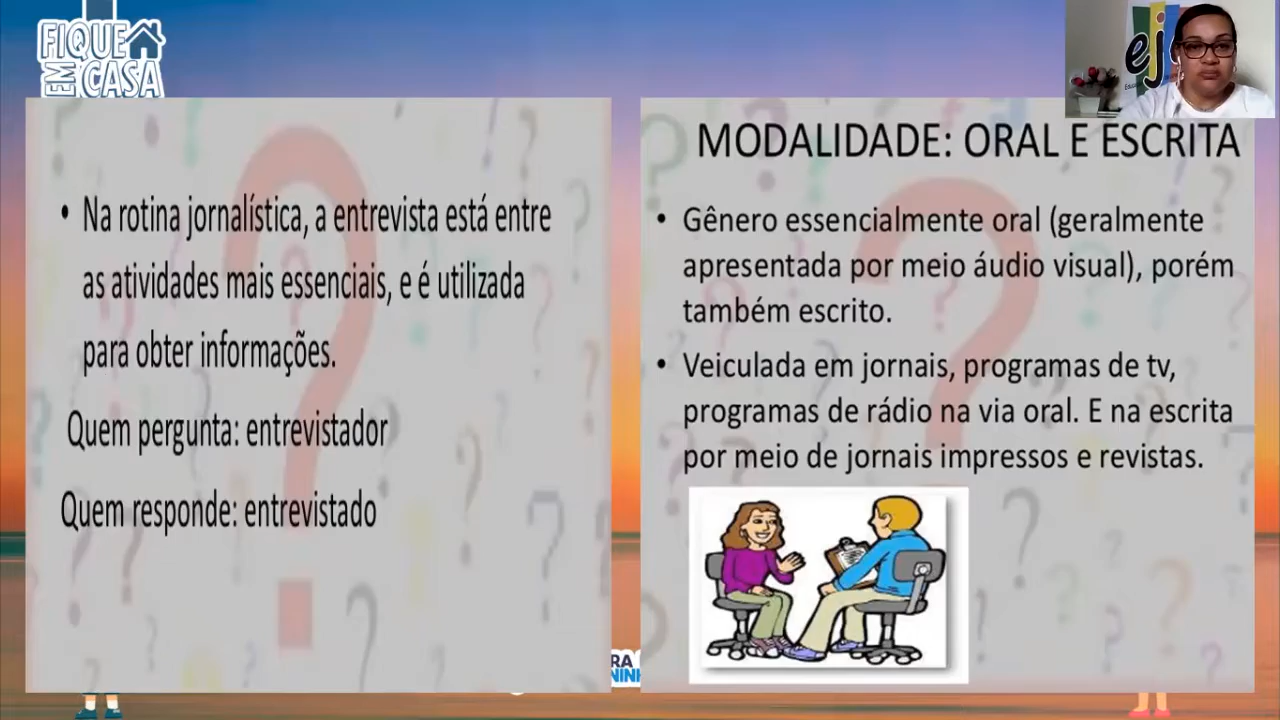 FIQUE
EM CASA
eja
• Na rotina jornalística, a entrevista está entre
as atividades mais essenciais, e é utilizada
para obter informações.
Quem pergunta: entrevistador
Quem responde: entrevistado
MODALIDADE: ORAL E ESCRITA
• Gênero essencialmente oral (geralmente
apresentada por meio áudio visual), porém
também escrito.
• Veiculada em jornais, programas de tv,
programas de rádio na via oral. E na escrita
por meio de jornais impressos e revistas.